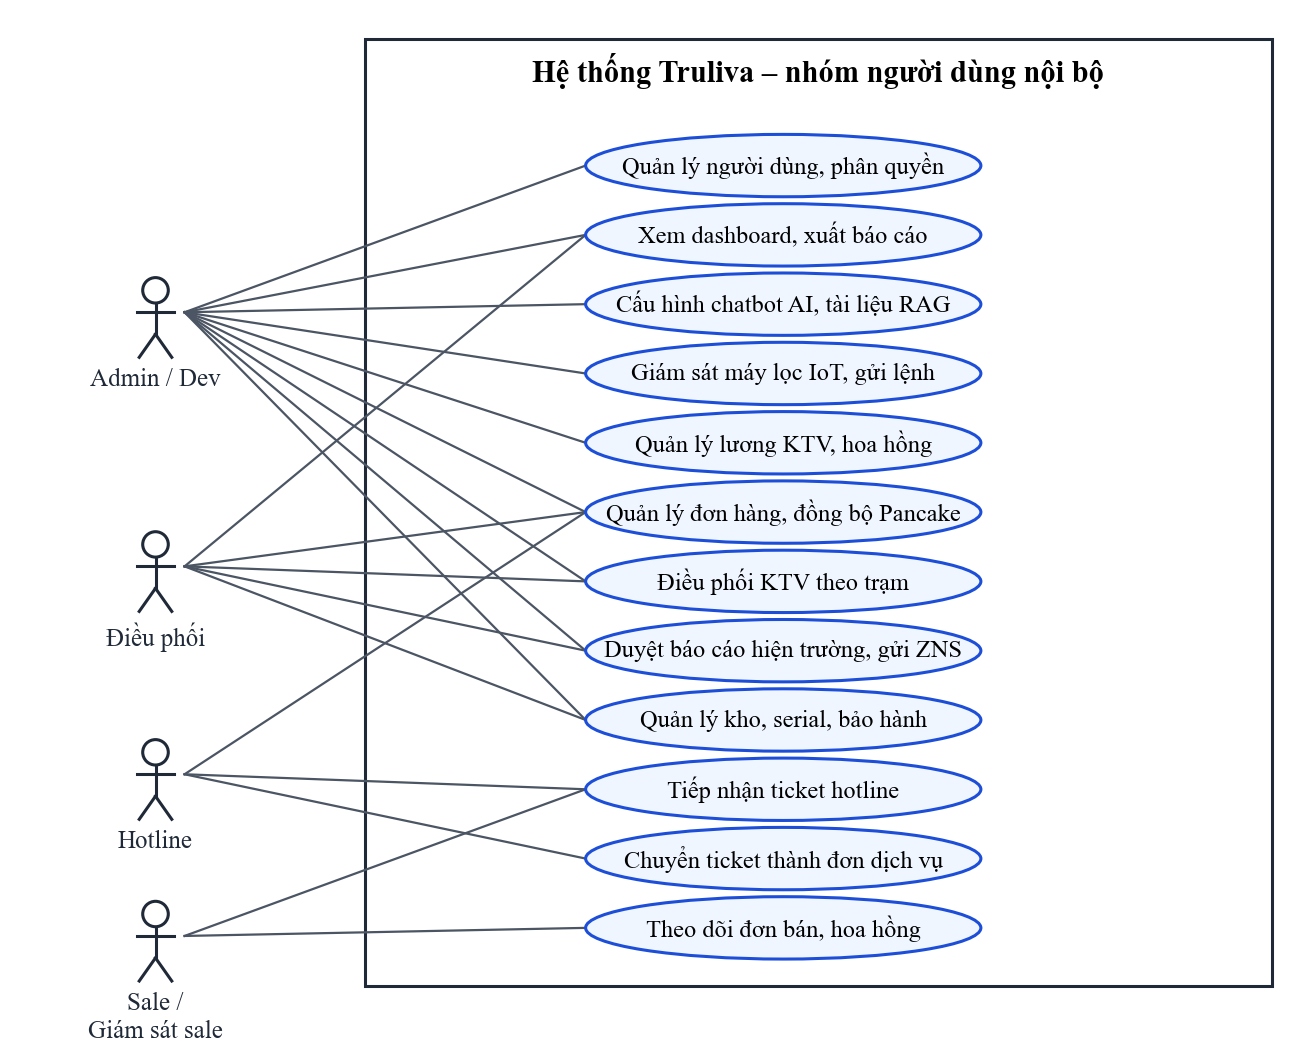 Hệ thống Truliva – nhóm người dùng nội bộ
Quản lý người dùng, phân quyền
Xem dashboard, xuất báo cáo
Cấu hình chatbot AI, tài liệu RAG
Giám sát máy lọc IoT, gửi lệnh
Admin / Dev
Quản lý lương KTV, hoa hồng
Quản lý đơn hàng, đồng bộ Pancake
Điều phối KTV theo trạm
Điều phối
Duyệt báo cáo hiện trường, gửi ZNS
Quản lý kho, serial, bảo hành
Tiếp nhận ticket hotline
Hotline
Chuyển ticket thành đơn dịch vụ
Theo dõi đơn bán, hoa hồng
Sale /
Giám sát sale